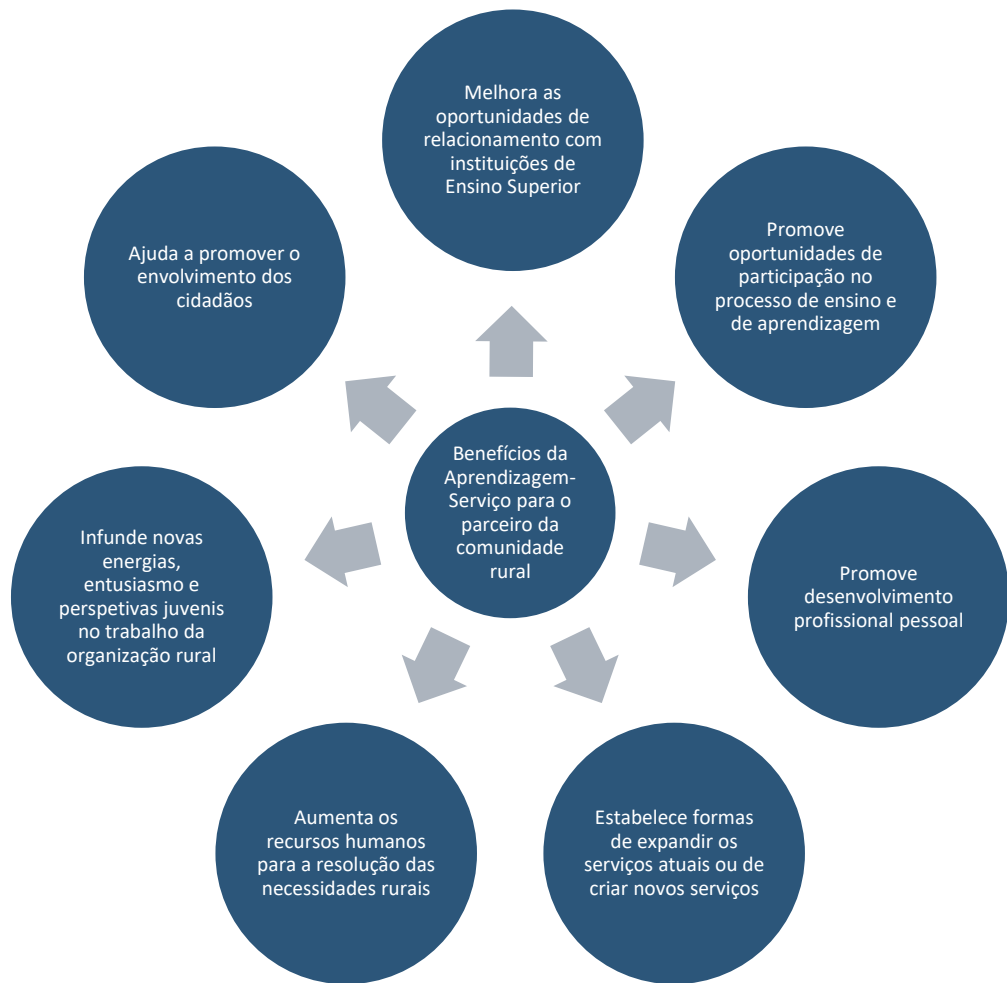 Melhora as
oportunidades de
relacionamento com
instituições de
Ensino Superior
Promove
oportunidades de
participação no
processo de ensino e
de aprendizagem
Promove
desenvolvimento
profissional pessoal
Estabelece formas
de expandir os
serviços atuais ou de
criar novos serviços
Aumenta os
recursos humanos
para a resolução das
necessidades rurais
Infunde novas
energias,
entusiasmo e
perspetivas juvenis
no trabalho da
organização rural
Ajuda a promover o
envolvimento dos
cidadãos
Benefícios da
Aprendizagem-
Serviço para o
parceiro da
comunidade
rural